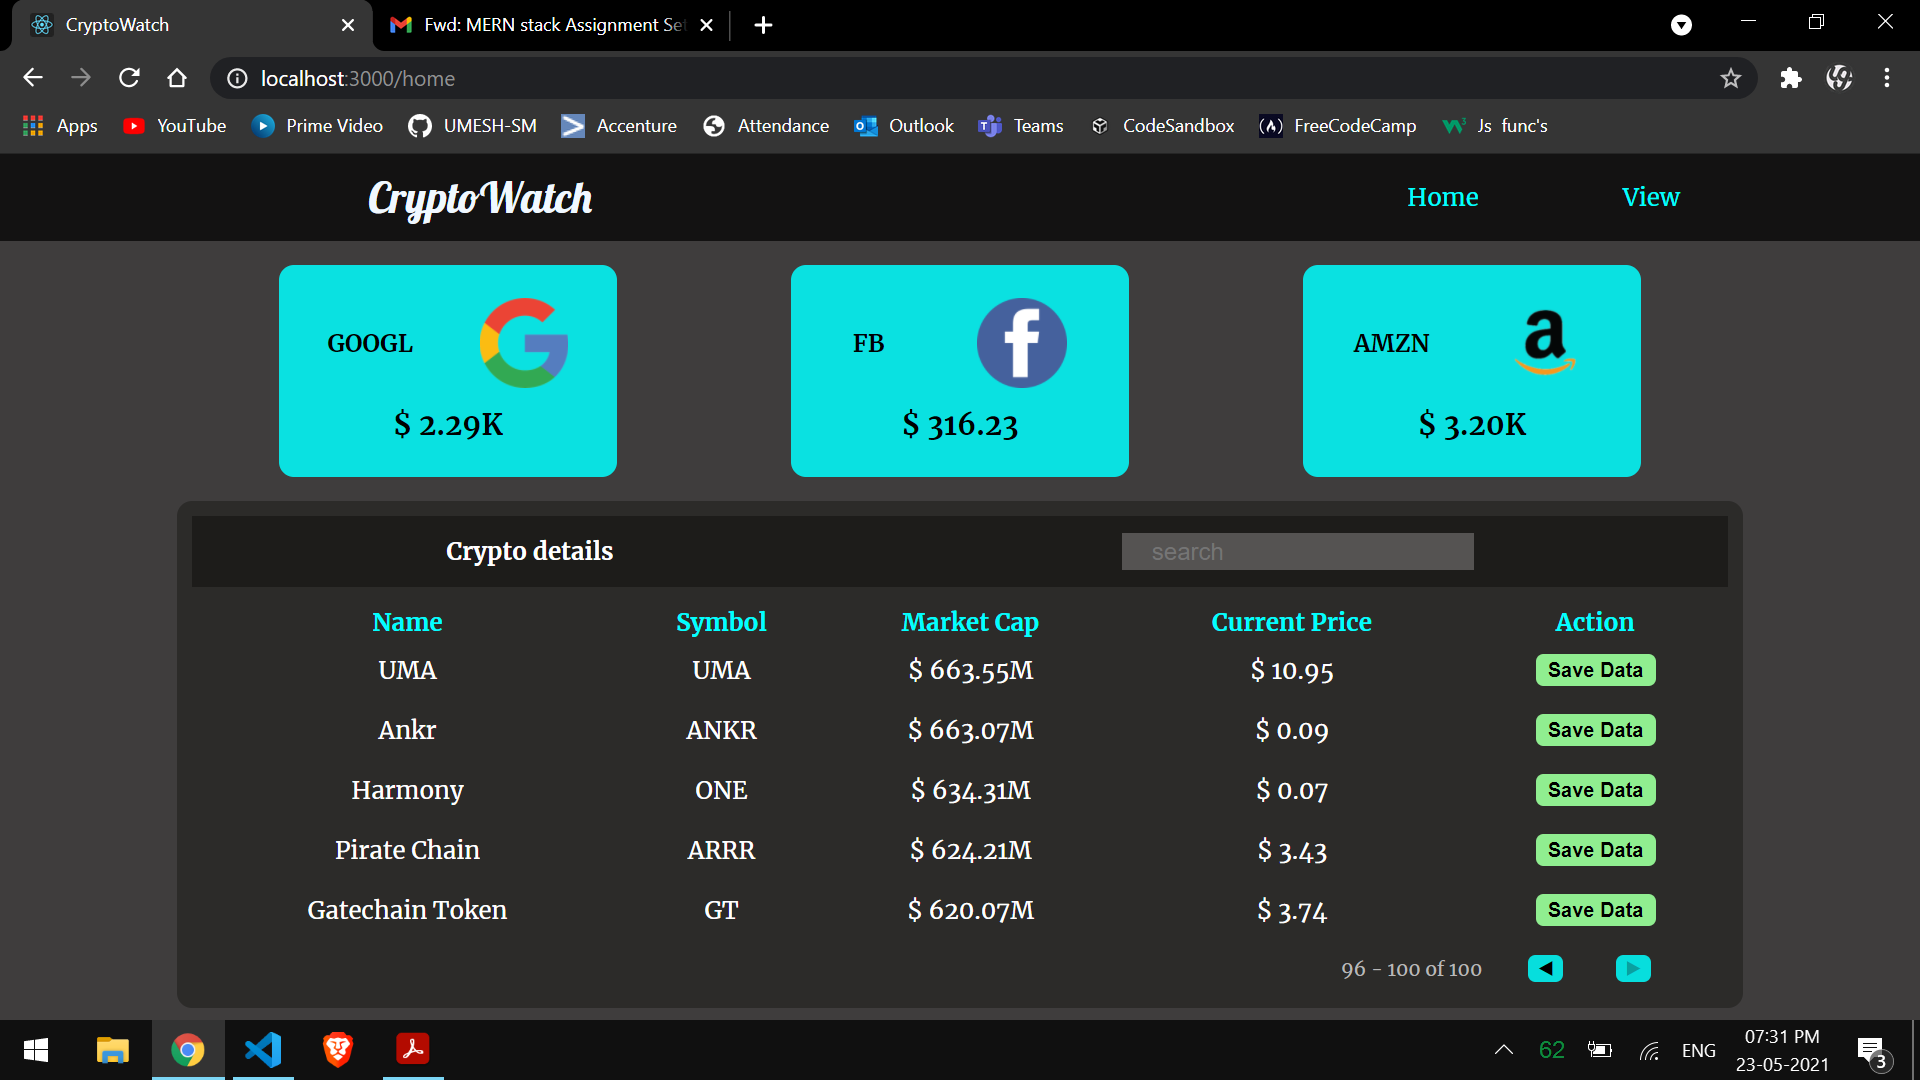 CryptoWatch
Fwd: MERN stack Assignment Set
localhost:3000/home
Apps YouTube Prime Video UMESH-SM Accenture Attendance Outlook Teams CodeSandbox FreeCodeCamp Js func's
CryptoWatch Home View
GOOGL
$ 2.29K
FB
$ 316.23
AMZN
$ 3.20K
Crypto details search
Name Symbol Market Cap Current Price Action
UMA UMA $ 663.55M $ 10.95 Save Data
Ankr ANKR $ 663.07M $ 0.09 Save Data
Harmony ONE $ 634.31M $ 0.07 Save Data
Pirate Chain ARRR $ 624.21M $ 3.43 Save Data
Gatechain Token GT $ 620.07M $ 3.74 Save Data
96 - 100 of 100
62 ENG 07:31 PM
23-05-2021 3